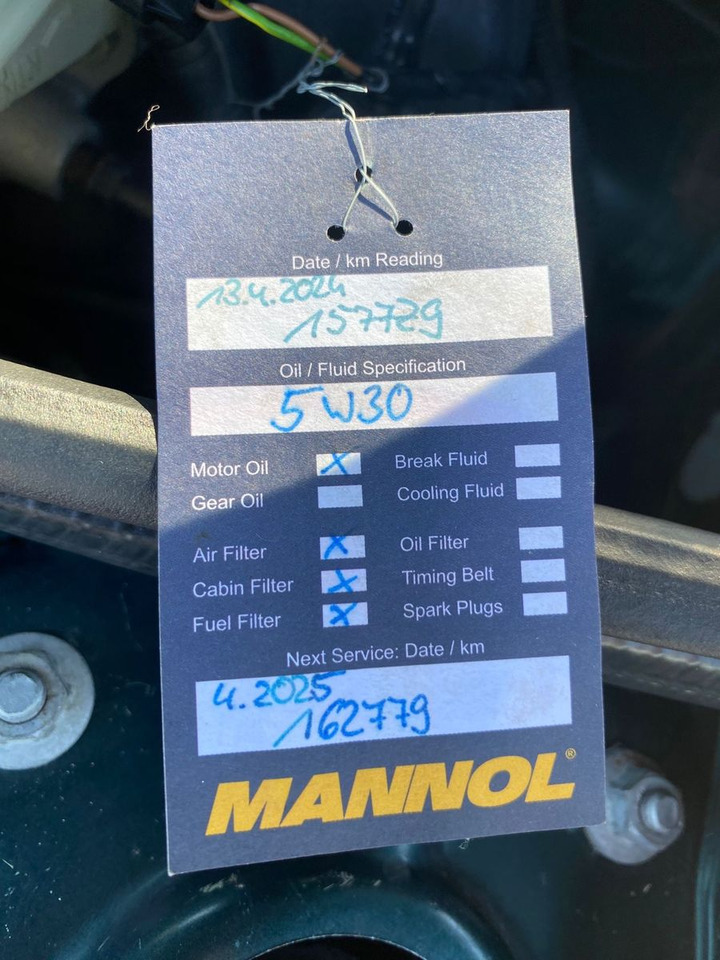 Date / km Reading
13.4.2024
157729
Oil / Fluid Specification
5W30
Motor Oil X Break Fluid
Gear Oil Cooling Fluid
Air Filter X Oil Filter
Cabin Filter X Timing Belt
Fuel Filter X Spark Plugs
Next Service: Date / km
4.2025
162779
MANNOL®